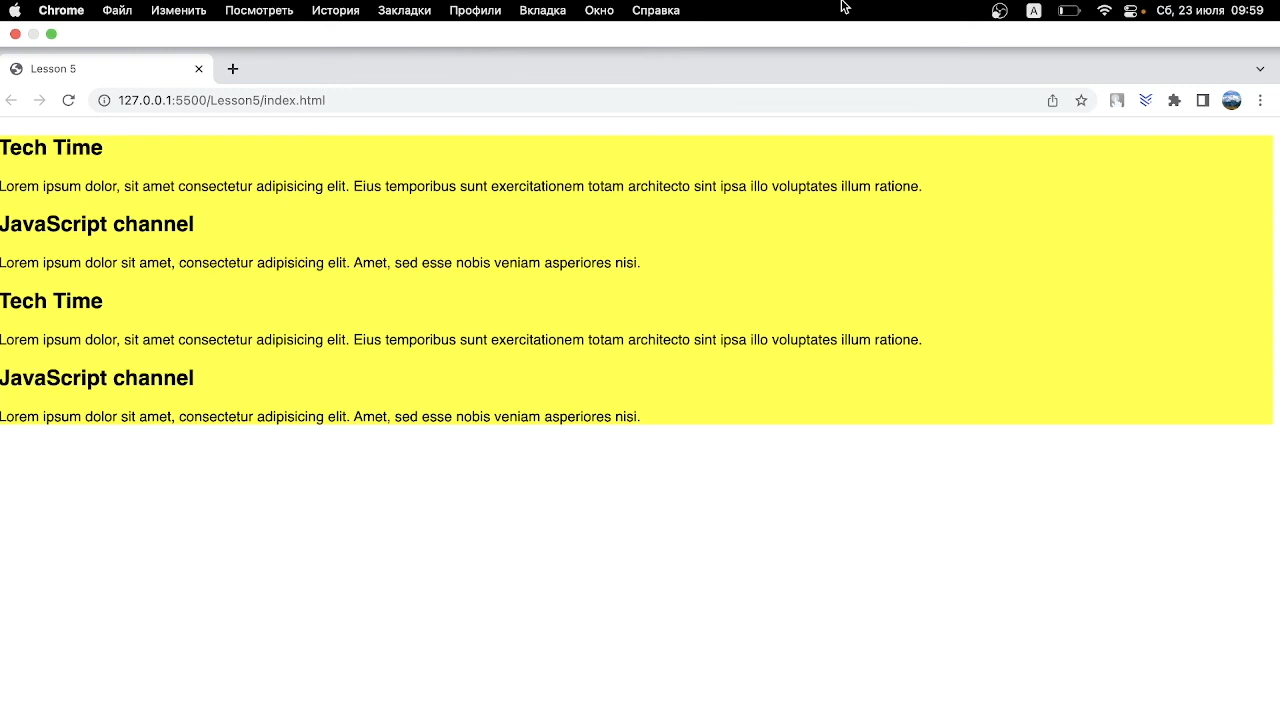 Chrome Файл Изменить Посмотреть История Закладки Профили Вкладка Окно Справка A Сб, 23 июля 09:59
Lesson 5
127.0.0.1:5500/Lesson5/index.html
Tech Time
Lorem ipsum dolor, sit amet consectetur adipisicing elit. Eius temporibus sunt exercitationem totam architecto sint ipsa illo voluptates illum ratione.
JavaScript channel
Lorem ipsum dolor sit amet, consectetur adipisicing elit. Amet, sed esse nobis veniam asperiores nisi.
Tech Time
Lorem ipsum dolor, sit amet consectetur adipisicing elit. Eius temporibus sunt exercitationem totam architecto sint ipsa illo voluptates illum ratione.
JavaScript channel
Lorem ipsum dolor sit amet, consectetur adipisicing elit. Amet, sed esse nobis veniam asperiores nisi.